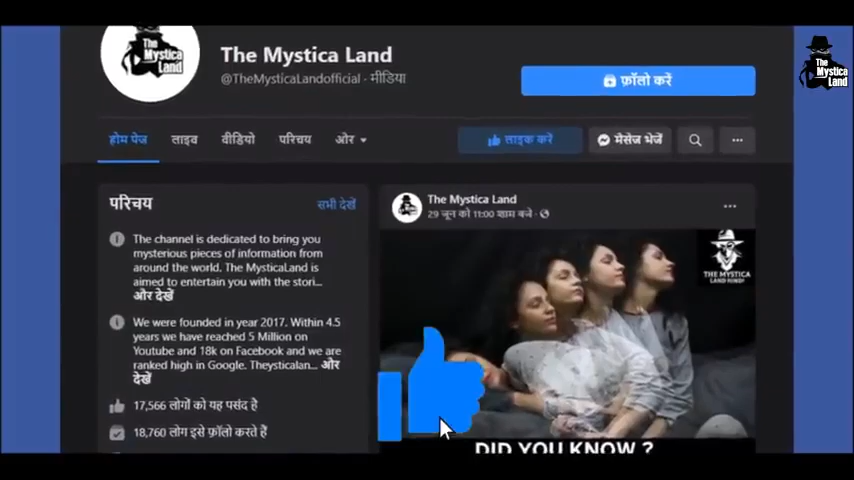 The
Mystica
Land
The Mystica Land
@TheMysticaLandofficial · मीडिया
फ़ॉलो करें
The
Mystica
Land
होम पेज
लाइव
वीडियो
परिचय
और
लाइक करें
मैसेज भेजें
परिचय
सभी देखें
The channel is dedicated to bring you
mysterious pieces of information from
around the world. The MysticaLand is
aimed to entertain you with the stori...
और देखें
We were founded in year 2017. Within 4.5
years we have reached 5 Million on
Youtube and 18k on Facebook and we are
ranked high in Google. Theysticalan... और
देखें
17,566 लोगों को यह पसंद है
18,760 लोग इसे फ़ॉलो करते हैं
The Mystica Land
29 जून को 11:00 शाम बजे ·
THE MYSTICA
LAND HINDI
DID YOU KNOW ?